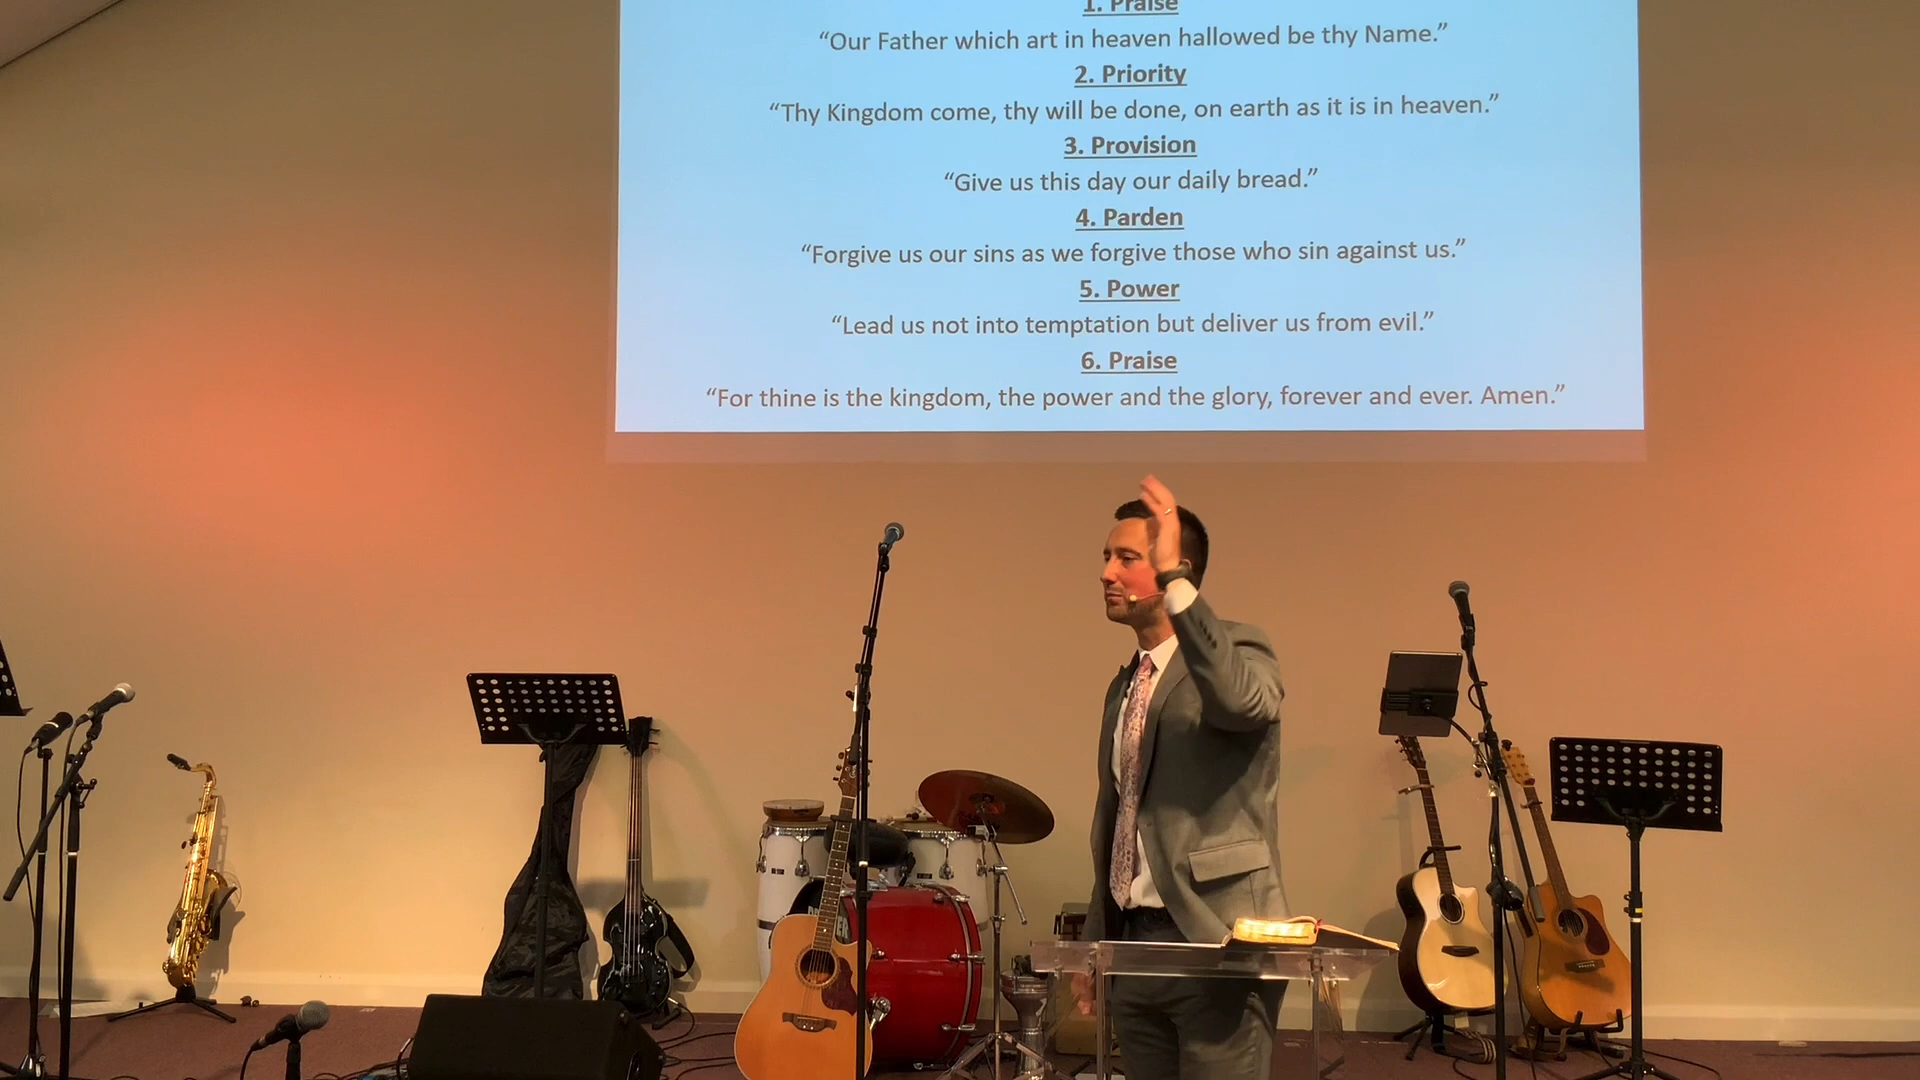 1. Praise
“Our Father which art in heaven hallowed be thy Name.”
2. Priority
“Thy Kingdom come, thy will be done, on earth as it is in heaven.”
3. Provision
“Give us this day our daily bread.”
4. Parden
“Forgive us our sins as we forgive those who sin against us.”
5. Power
“Lead us not into temptation but deliver us from evil.”
6. Praise
“For thine is the kingdom, the power and the glory, forever and ever. Amen.”